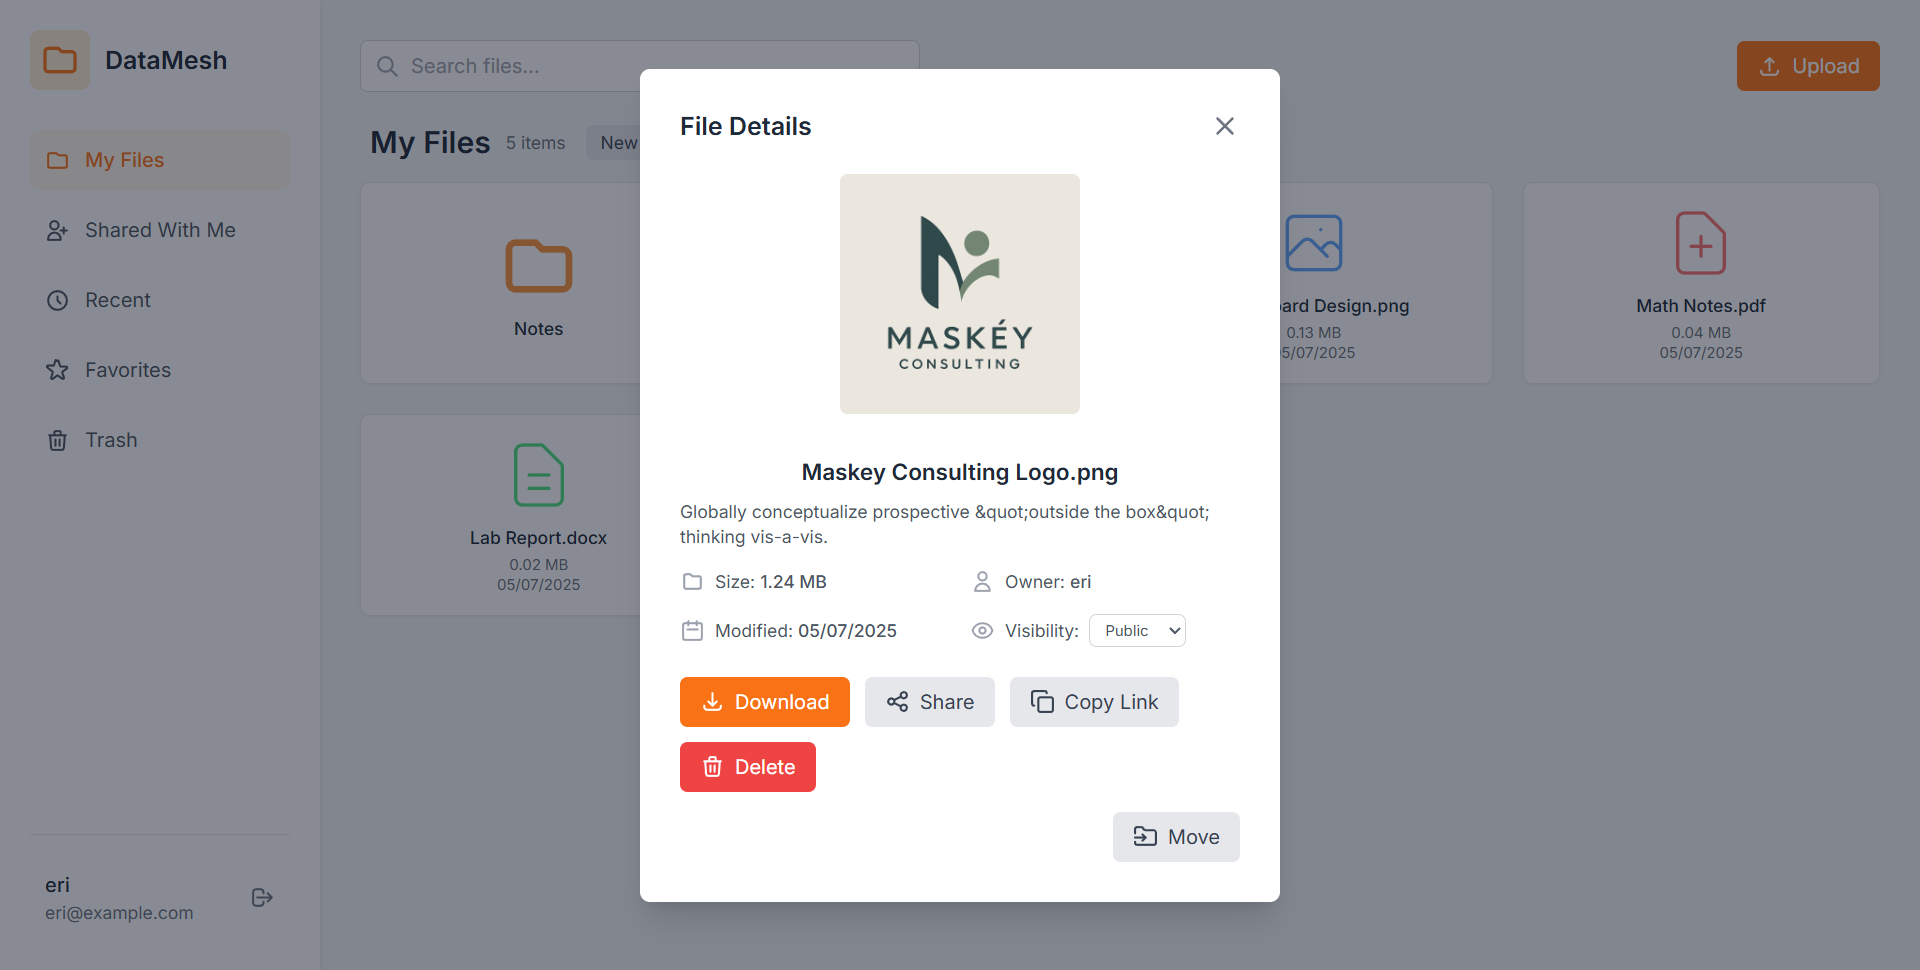 DataMesh
My Files
Shared With Me
Recent
Favorites
Trash
eri
eri@example.com
Search files...
Upload
My Files 5 items New
Notes
Design.png
0.13 MB
Math Notes.pdf
0.04 MB
05/07/2025
Lab Report.docx
0.02 MB
05/07/2025
File Details
MASKÉY
CONSULTING
Maskey Consulting Logo.png
Globally conceptualize prospective &quot;outside the box&quot;
thinking vis-a-vis.
Size: 1.24 MB
Owner: eri
Modified: 05/07/2025
Visibility: Public
Download
Share
Copy Link
Delete
Move